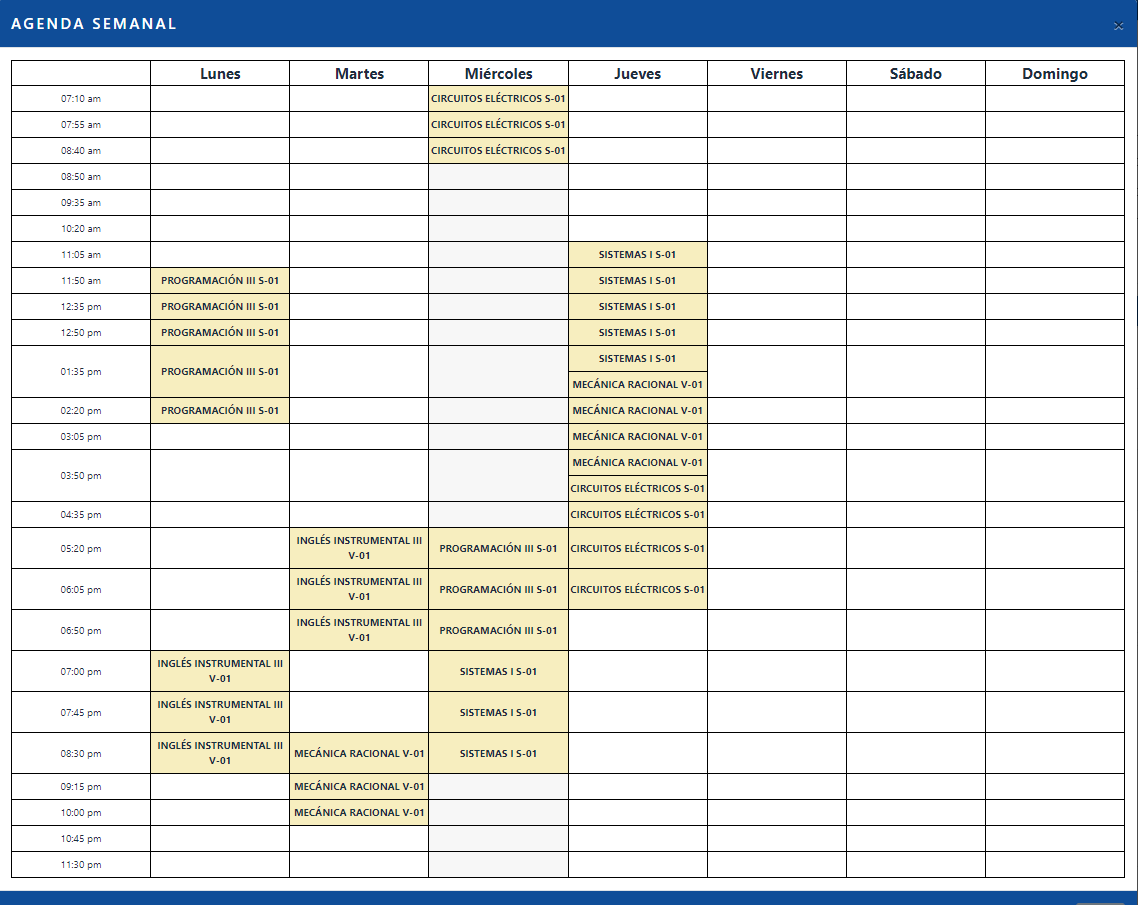 AGENDA SEMANAL
×
Lunes Martes Miércoles Jueves Viernes Sábado Domingo
07:10 am CIRCUITOS ELÉCTRICOS S-01
07:55 am CIRCUITOS ELÉCTRICOS S-01
08:40 am CIRCUITOS ELÉCTRICOS S-01
08:50 am
09:35 am
10:20 am
11:05 am SISTEMAS I S-01
11:50 am PROGRAMACIÓN III S-01 SISTEMAS I S-01
12:35 pm PROGRAMACIÓN III S-01 SISTEMAS I S-01
12:50 pm PROGRAMACIÓN III S-01 SISTEMAS I S-01
01:35 pm PROGRAMACIÓN III S-01 SISTEMAS I S-01
MECÁNICA RACIONAL V-01
02:20 pm PROGRAMACIÓN III S-01 MECÁNICA RACIONAL V-01
03:05 pm MECÁNICA RACIONAL V-01
03:50 pm MECÁNICA RACIONAL V-01
CIRCUITOS ELÉCTRICOS S-01
04:35 pm CIRCUITOS ELÉCTRICOS S-01
05:20 pm INGLÉS INSTRUMENTAL III
V-01 PROGRAMACIÓN III S-01 CIRCUITOS ELÉCTRICOS S-01
06:05 pm INGLÉS INSTRUMENTAL III
V-01 PROGRAMACIÓN III S-01 CIRCUITOS ELÉCTRICOS S-01
06:50 pm INGLÉS INSTRUMENTAL III
V-01 PROGRAMACIÓN III S-01
07:00 pm INGLÉS INSTRUMENTAL III
V-01 SISTEMAS I S-01
07:45 pm INGLÉS INSTRUMENTAL III
V-01 SISTEMAS I S-01
08:30 pm INGLÉS INSTRUMENTAL III
V-01 MECÁNICA RACIONAL V-01 SISTEMAS I S-01
09:15 pm MECÁNICA RACIONAL V-01
10:00 pm MECÁNICA RACIONAL V-01
10:45 pm
11:30 pm